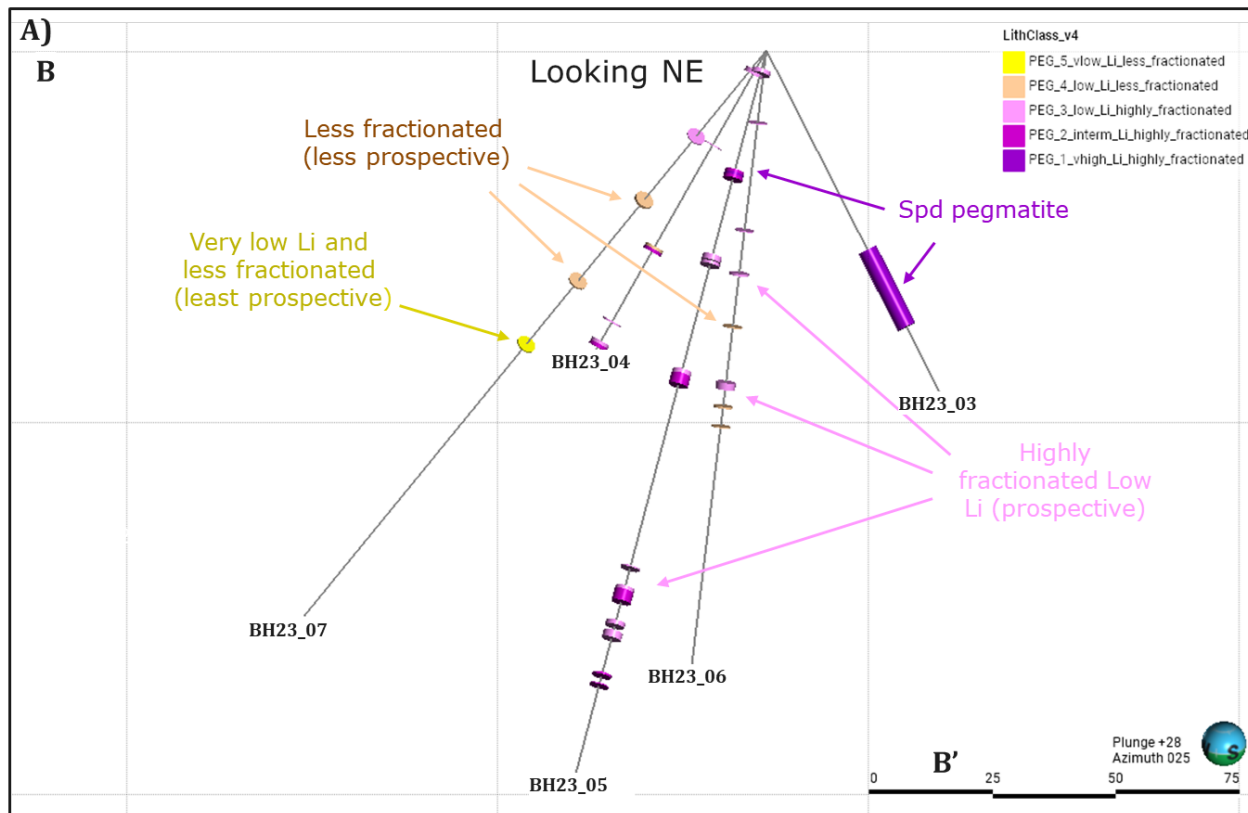 A)
B
Looking NE
LithClass_v4
PEG_5_vlow_Li_less_fractionated
PEG_4_low_Li_less_fractionated
PEG_3_low_Li_highly_fractionated
PEG_2_interm_Li_highly_fractionated
PEG_1_vhigh_Li_highly_fractionated
Less fractionated
(less prospective)
Spd pegmatite
Very low Li and
less fractionated
(least prospective)
BH23_04
BH23_03
Highly
fractionated Low
Li (prospective)
BH23_07
BH23_06
BH23_05
Plunge +28
Azimuth 025
S
B’
0
25
50
75